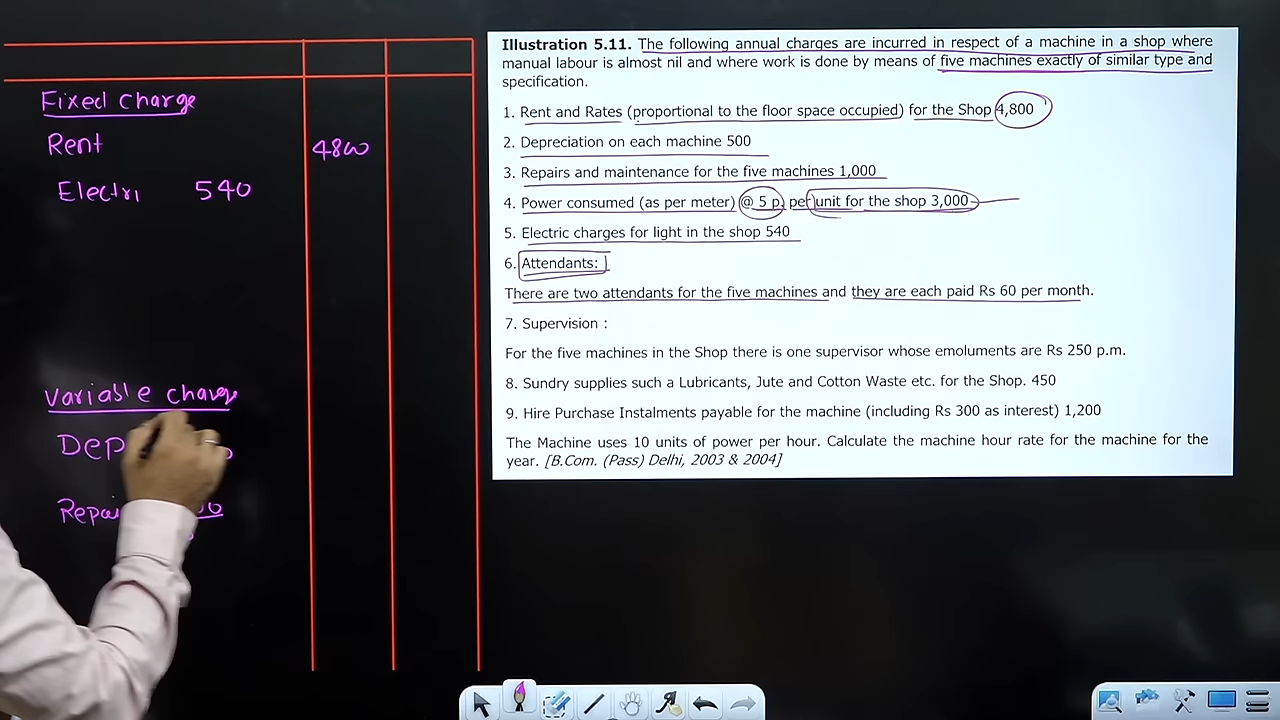 Fixed Charge
Rent 4800
Electri 540
Variable charge
Dep
Illustration 5.11. The following annual charges are incurred in respect of a machine in a shop where
manual labour is almost nil and where work is done by means of five machines exactly of similar type and
specification.
1. Rent and Rates (proportional to the floor space occupied) for the Shop 4,800
2. Depreciation on each machine 500
3. Repairs and maintenance for the five machines 1,000
4. Power consumed (as per meter) @ 5 p. per unit for the shop 3,000
5. Electric charges for light in the shop 540
6. Attendants:
There are two attendants for the five machines and they are each paid Rs 60 per month.
7. Supervision :
For the five machines in the Shop there is one supervisor whose emoluments are Rs 250 p.m.
8. Sundry supplies such a Lubricants, Jute and Cotton Waste etc. for the Shop. 450
9. Hire Purchase Instalments payable for the machine (including Rs 300 as interest) 1,200
The Machine uses 10 units of power per hour. Calculate the machine hour rate for the machine for the
year. [B.Com. (Pass) Delhi, 2003 & 2004]